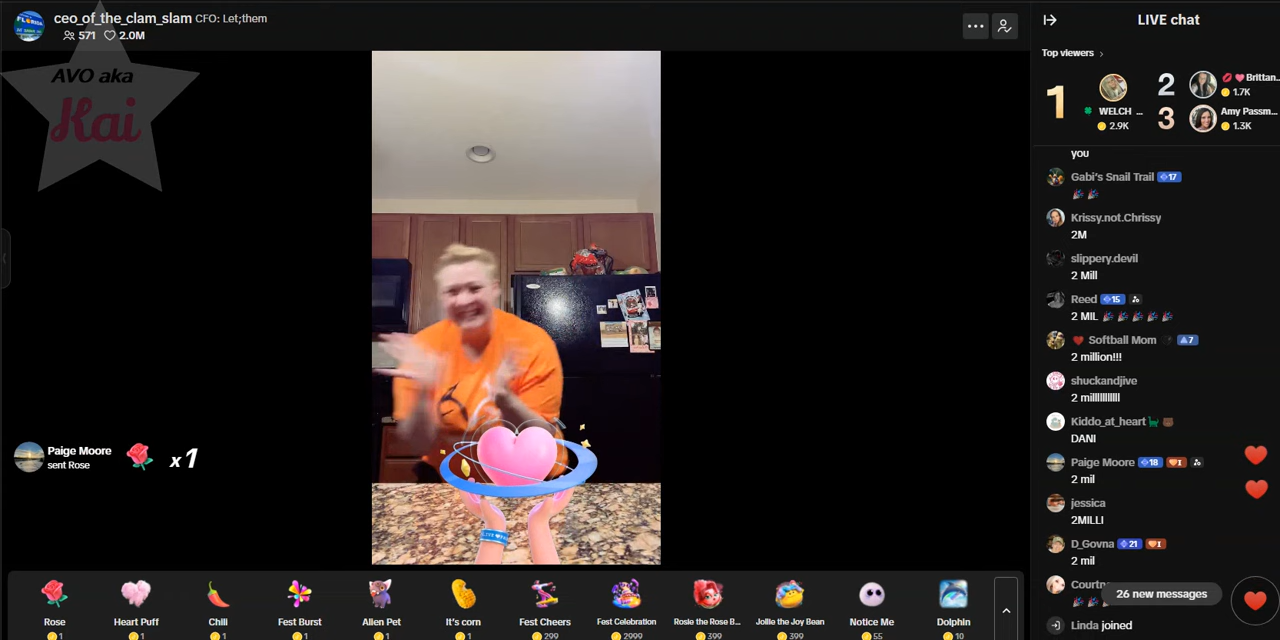 ceo_of_the_clam_slam CFO: Let;them
571 2.0M
AVO aka
Kai
Paige Moore
sent Rose
x1
LIVE chat
Top viewers
1
WELCH ...
2.9K
2
Brittan...
1.7K
3
Amy Passm...
1.3K
you
Gabi's Snail Trail 17
Krissy.not.Chrissy
2M
slippery.devil
2 Mill
Reed 15
2 MIL
Softball Mom 7
2 million!!!
shuckandjive
2 millllllllllll
Kiddo_at_heart
DANI
Paige Moore 18 I
2 mil
jessica
2MILLI
D_Govna 21 I
2 mil
Courtn
26 new messages
Linda joined
Rose
1
Heart Puff
1
Chili
1
Fest Burst
1
Alien Pet
1
It's corn
1
Fest Cheers
299
Fest Celebration
2999
Rosie the Rose B...
399
Jollie the Joy Bean
399
Notice Me
55
Dolphin
10